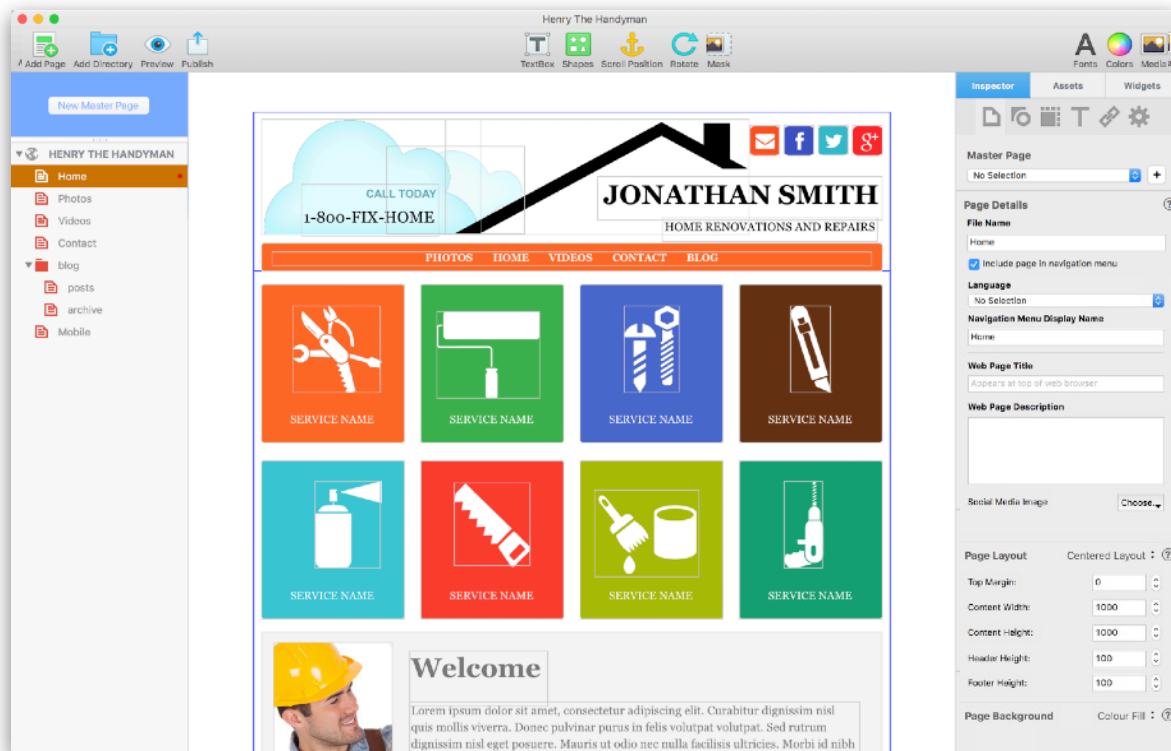 Henry The Handyman
Add Page Add Directory Preview Publish
TextBox Shapes Scroll Position Rotate Mask
Fonts Colors Media
New Master Page
HENRY THE HANDYMAN
Home
Photos
Videos
Contact
blog
posts
archive
Mobile
CALL TODAY
1-800-FIX-HOME
f g+
JONATHAN SMITH
HOME RENOVATIONS AND REPAIRS
PHOTOS HOME VIDEOS CONTACT BLOG
SERVICE NAME SERVICE NAME SERVICE NAME SERVICE NAME
SERVICE NAME SERVICE NAME SERVICE NAME SERVICE NAME
Welcome
Lorem ipsum dolor sit amet, consectetur adipiscing elit. Curabitur dignissim nisl
quis mollis viverra. Donec pulvinar purus in felis volutpat volutpat. Sed rutrum
dignissim nisl eget posuere. Mauris ut odio nec nulla facilisis ultricies. Morbi id nibh
Inspector Assets Widgets
Master Page
No Selection +
Page Details ?
File Name
Home
Include page in navigation menu
Language
No Selection
Navigation Menu Display Name
Home
Web Page Title
Appears at top of web browser
Web Page Description
Social Media Image Choose...
Page Layout Centered Layout ?
Top Margin: 0
Content Width: 1000
Content Height: 1000
Header Height: 100
Footer Height: 100
Page Background Colour Fill ?